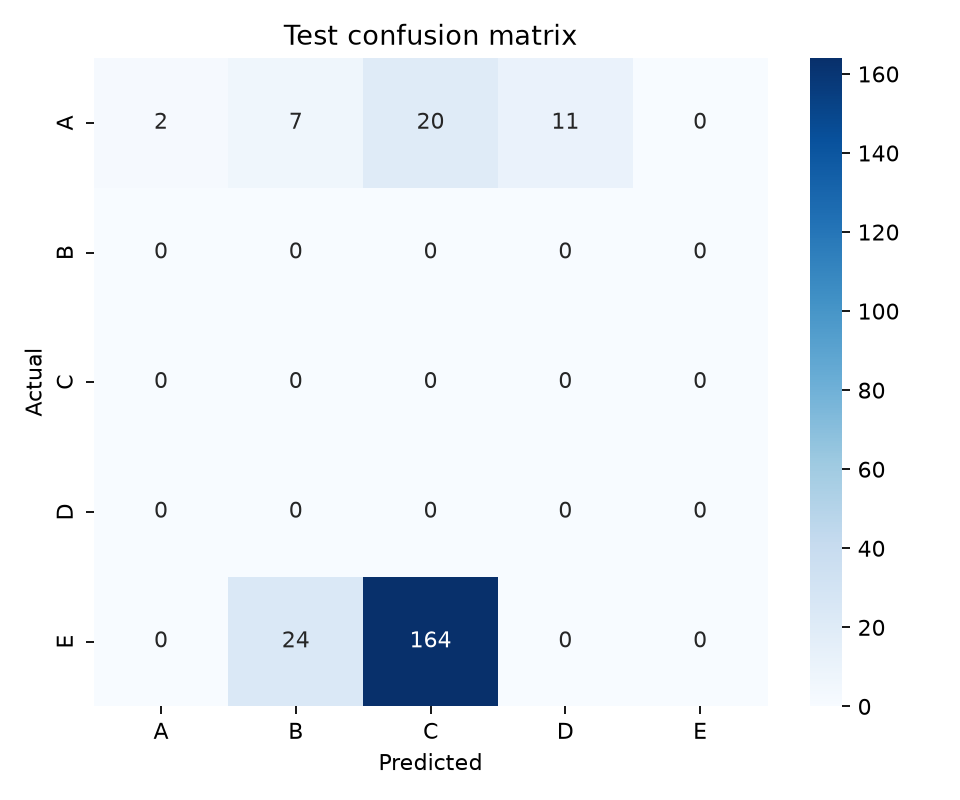 Test confusion matrix
A 2 7 20 11 0
B 0 0 0 0 0
C 0 0 0 0 0
D 0 0 0 0 0
E 0 24 164 0 0
A B C D E
Predicted
Actual
160
140
120
100
80
60
40
20
0